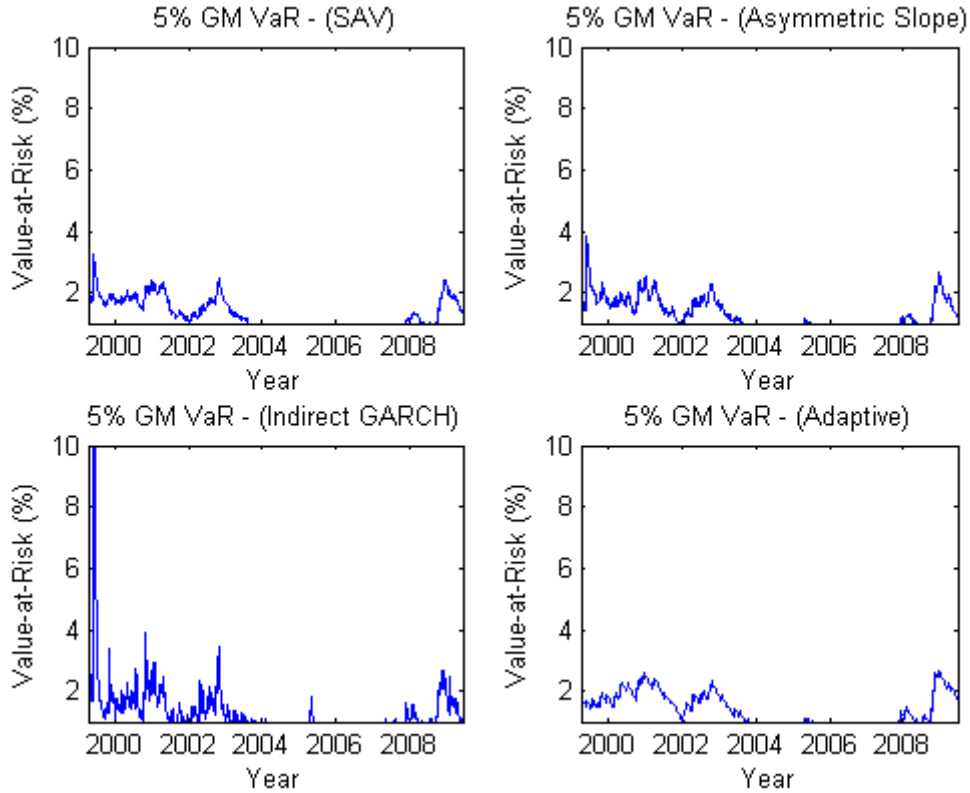 5% GM VaR - (SAV)
10
8
6
4
2
Value-at-Risk (%)
2000 2002 2004 2006 2008
Year
5% GM VaR - (Asymmetric Slope)
10
8
6
4
2
Value-at-Risk (%)
2000 2002 2004 2006 2008
Year
5% GM VaR - (Indirect GARCH)
10
8
6
4
2
Value-at-Risk (%)
2000 2002 2004 2006 2008
Year
5% GM VaR - (Adaptive)
10
8
6
4
2
Value-at-Risk (%)
2000 2002 2004 2006 2008
Year